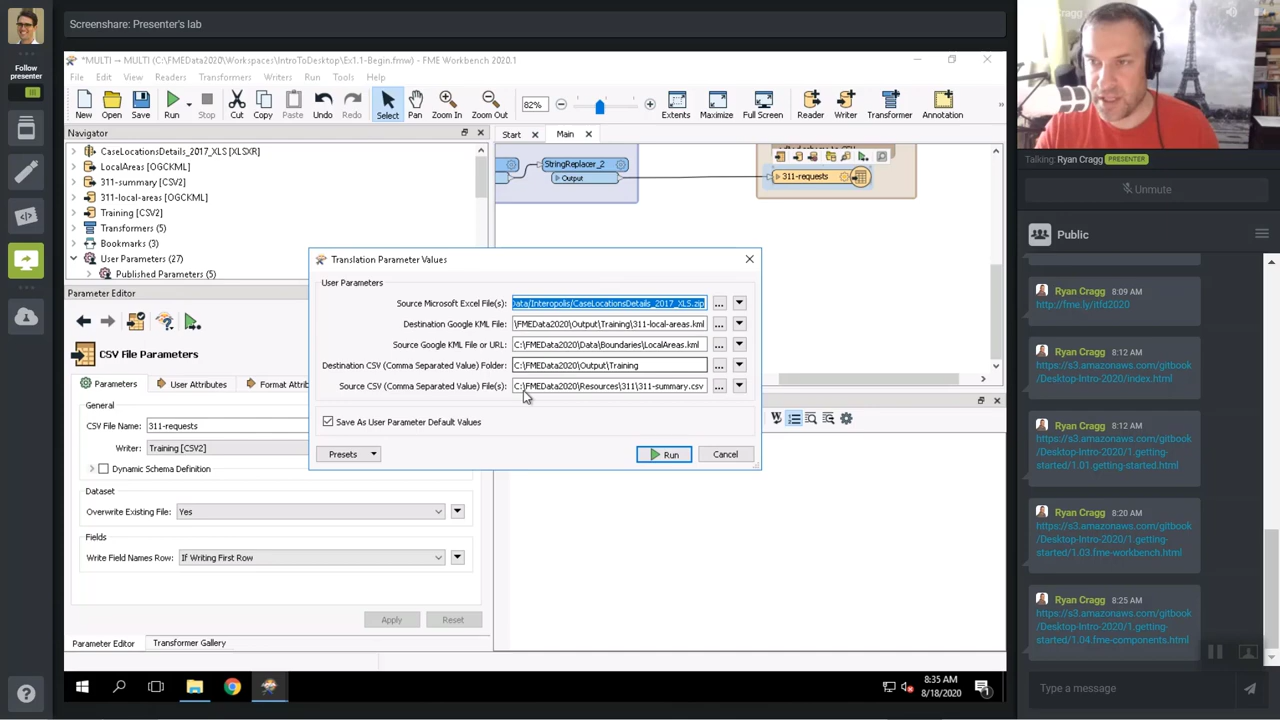 Screenshare: Presenter's lab
Follow
presenter
*MULTI → MULTI (C:\FMEData2020\Workspaces\IntroToDesktop\Ex1.1-Begin.fmw) - FME Workbench 2020.1
File Edit View Readers Transformers Writers Run Tools Help
New Open Save Run Stop Cut Copy Paste Undo Redo Select Pan Zoom In Zoom Out 82% Extents Maximize Full Screen Reader Writer Transformer Annotation
Navigator
Start Main
CaseLocationsDetails_2017_XLS [XLSXR]
LocalAreas [OGCKML]
311-summary [CSV2]
311-local-areas [OGCKML]
Training [CSV2]
Transformers (5)
Bookmarks (3)
User Parameters (27)
Published Parameters (5)
StringReplacer_2
Output
311-requests
Translation Parameter Values
User Parameters
Source Microsoft Excel File(s): Data/Interopolis/CaseLocationsDetails_2017_XLS.zip
Destination Google KML File: \FMEData2020\Output\Training\311-local-areas.kml
Source Google KML File or URL: C:\FMEData2020\Data\Boundaries\LocalAreas.kml
Destination CSV (Comma Separated Value) Folder: C:\FMEData2020\Output\Training
Source CSV (Comma Separated Value) File(s): C:\FMEData2020\Resources\311\311-summary.csv
Save As User Parameter Default Values
Presets Run Cancel
Parameter Editor
CSV File Parameters
Parameters User Attributes Format Attr
General
CSV File Name: 311-requests
Writer: Training [CSV2]
Dynamic Schema Definition
Dataset
Overwrite Existing File: Yes
Fields
Write Field Names Row: If Writing First Row
Apply Reset
Parameter Editor Transformer Gallery
8:35 AM
8/18/2020
Cragg
Talking: Ryan Cragg PRESENTER
Unmute
Public
Ryan Cragg 8:09 AM
http://fme.ly/itfd2020
Ryan Cragg 8:12 AM
https://s3.amazonaws.com/gitbook
/Desktop-Intro-2020/index.html
Ryan Cragg 8:12 AM
https://s3.amazonaws.com/gitbook
/Desktop-Intro-2020/1.getting-
started/1.01.getting-started.html
Ryan Cragg 8:20 AM
https://s3.amazonaws.com/gitbook
/Desktop-Intro-2020/1.getting-
started/1.03.fme-workbench.html
Ryan Cragg 8:25 AM
https://s3.amazonaws.com/gitbook
/Desktop-Intro-2020/1.getting-
started/1.04.fme-components.html
Type a message